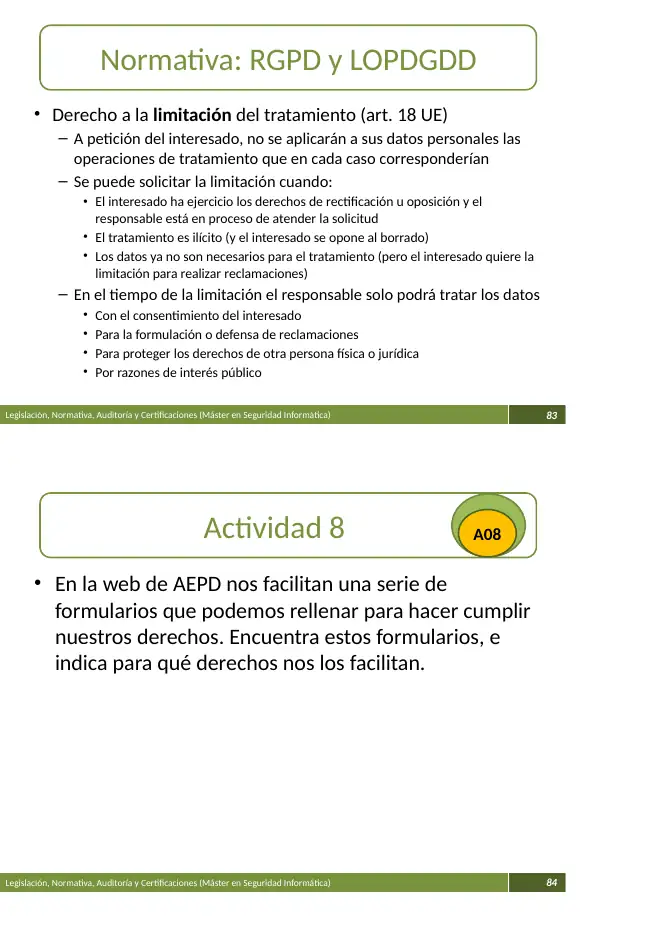 Normativa: RGPD y LOPDGDD
• Derecho a la limitación del tratamiento (art. 18 UE)
– A petición del interesado, no se aplicarán a sus datos personales las
operaciones de tratamiento que en cada caso corresponderían
– Se puede solicitar la limitación cuando:
• El interesado ha ejercicio los derechos de rectificación u oposición y el
responsable está en proceso de atender la solicitud
• El tratamiento es ilícito (y el interesado se opone al borrado)
• Los datos ya no son necesarios para el tratamiento (pero el interesado quiere la
limitación para realizar reclamaciones)
– En el tiempo de la limitación el responsable solo podrá tratar los datos
• Con el consentimiento del interesado
• Para la formulación o defensa de reclamaciones
• Para proteger los derechos de otra persona física o jurídica
• Por razones de interés público
Legislación, Normativa, Auditoría y Certificaciones (Máster en Seguridad Informática) 83
Actividad 8
A08
• En la web de AEPD nos facilitan una serie de
formularios que podemos rellenar para hacer cumplir
nuestros derechos. Encuentra estos formularios, e
indica para qué derechos nos los facilitan.
Legislación, Normativa, Auditoría y Certificaciones (Máster en Seguridad Informática) 84